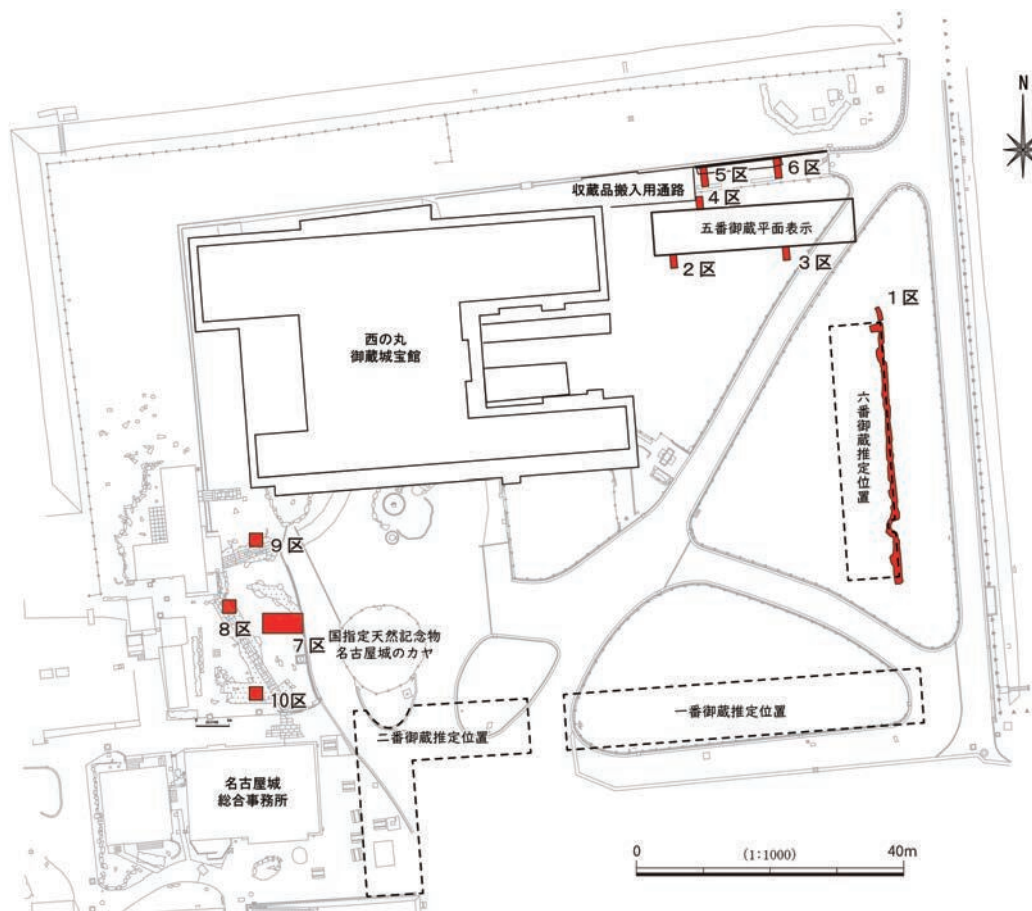 N
6区
5区
収蔵品搬入用通路
4区
五番御蔵平面表示
2区
3区
1区
西の丸
御蔵城宝館
六番御蔵推定位置
9区
8区
7区
国指定天然記念物
名古屋城のカヤ
10区
一番御蔵推定位置
二番御蔵推定位置
名古屋城
総合事務所
0
(1:1000)
40m